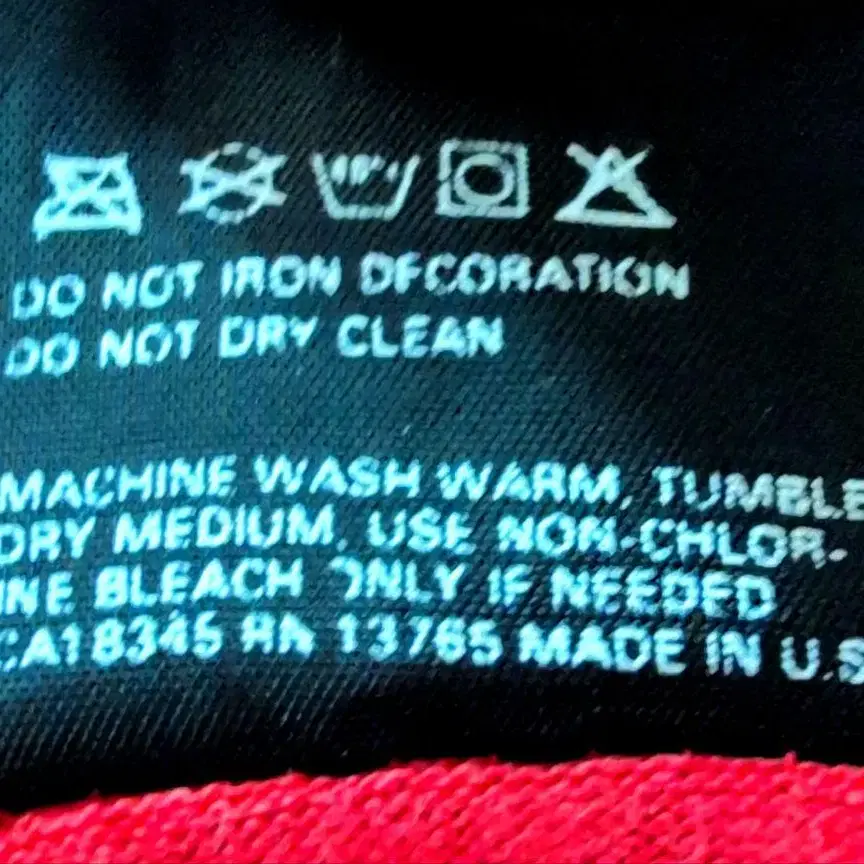 DO NOT IRON DECORATION
DO NOT DRY CLEAN
MACHINE WASH WARM, TUMBLE
DRY MEDIUM, USE NON-CHLOR-
INE BLEACH ONLY IF NEEDED
CA18345 RN 13765 MADE IN U.S